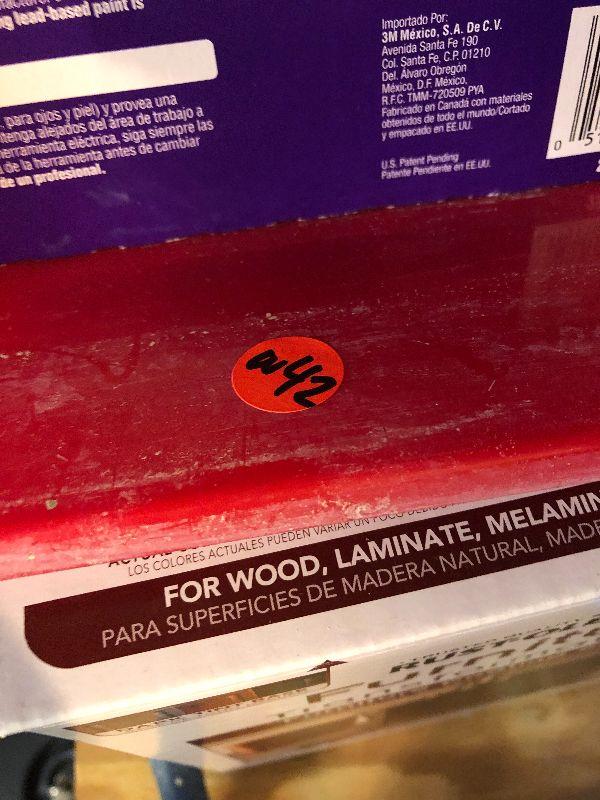 g lead-based paint is
para ojos y piel) y provea una
tenga alejados del área de trabajo a
herramienta eléctrica, siga siempre las
de la herramienta antes de cambiar
de un profesional.
Importado Por:
3M México, S.A. De C.V.
Avenida Santa Fe 190
Col. Santa Fe, C.P. 01210
Del. Álvaro Obregón
México, D.F. México.
R.F.C. TMM-720509 PYA
Fabricado en Canadá con materiales
obtenidos de todo el mundo/Cortado
y empacado en EE.UU.
U.S. Patent Pending
Patente Pendiente en EE.UU.
0
a42
LOS COLORES ACTUALES PUEDEN VARIAR UN POCO
FOR WOOD, LAMINATE, MELAMIN
PARA SUPERFICIES DE MADERA NATURAL, MADE